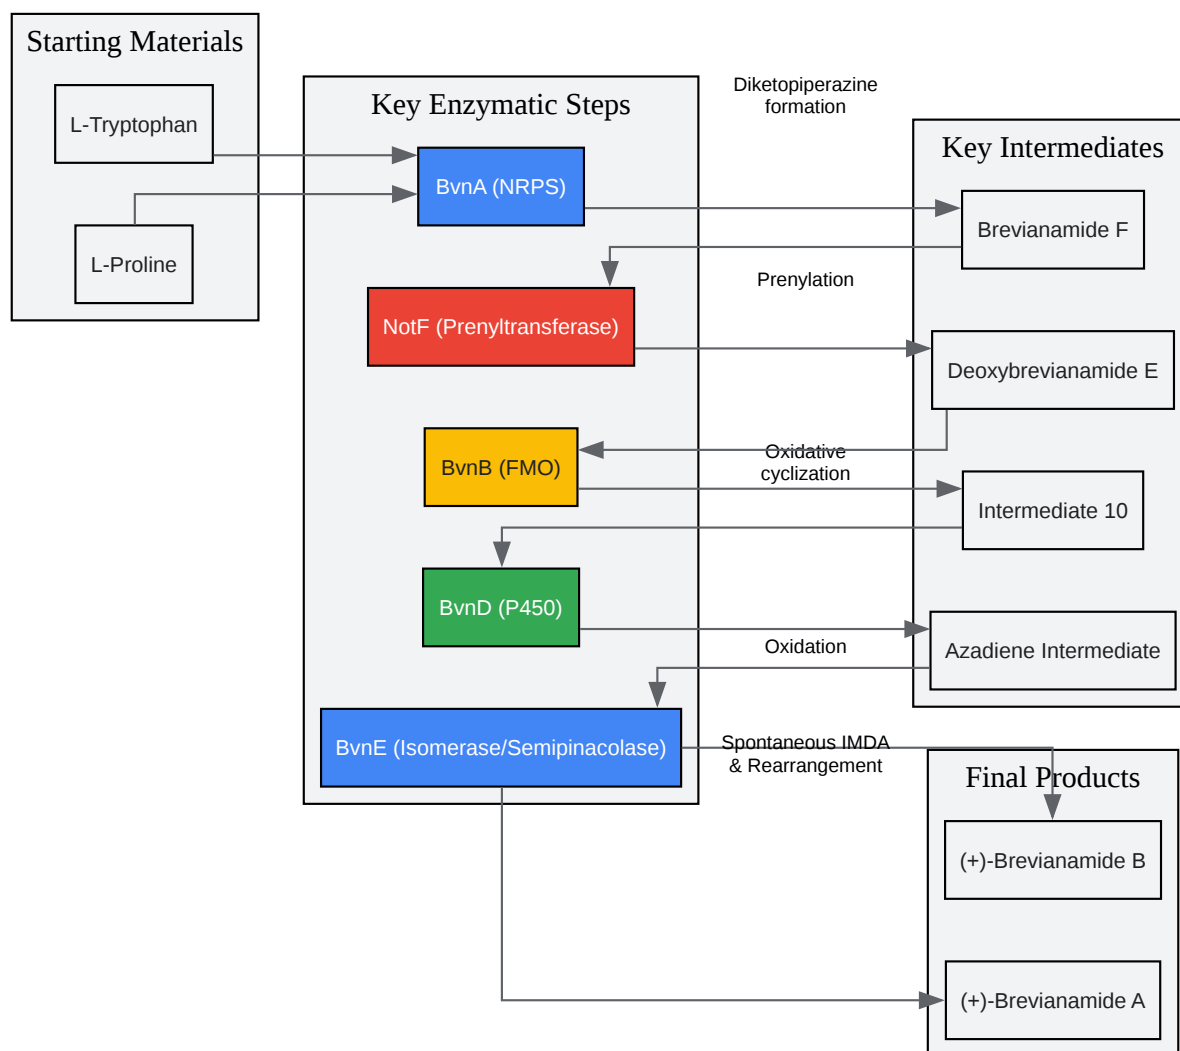 Starting Materials
L-Tryptophan
L-Proline
Key Enzymatic Steps
BvnA (NRPS)
NotF (Prenyltransferase)
BvnB (FMO)
BvnD (P450)
BvnE (Isomerase/Semipinacolase)
Diketopiperazine
formation
Prenylation
Oxidative
cyclization
Oxidation
Spontaneous IMDA
& Rearrangement
Key Intermediates
Brevianamide F
Deoxybrevianamide E
Intermediate 10
Azadiene Intermediate
Final Products
(+)-Brevianamide B
(+)-Brevianamide A